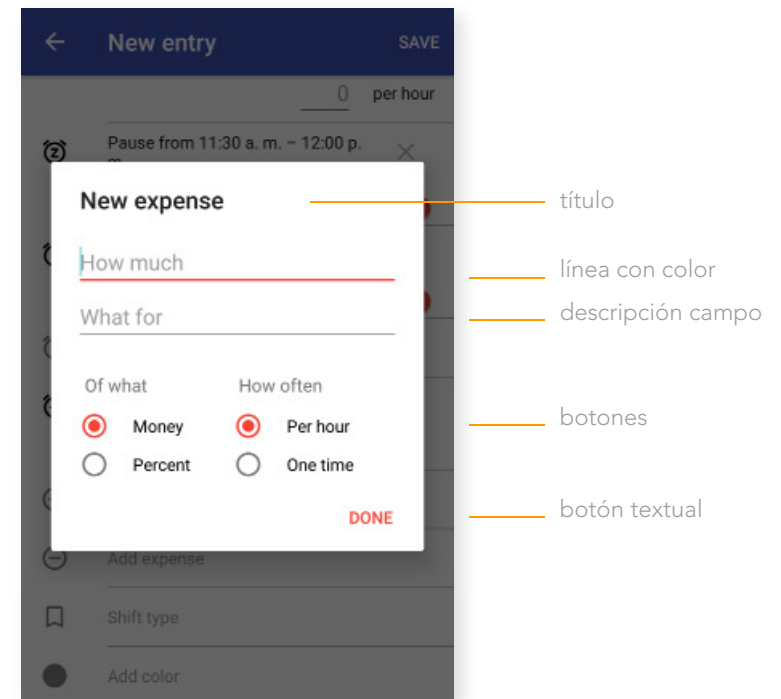 New entry SAVE
0 per hour
Pause from 11:30 a. m. – 12:00 p.
New expense
título
How much
línea con color
What for
descripción campo
Of what How often
Money Per hour
botones
Percent One time
DONE
botón textual
Add expense
Shift type
Add color